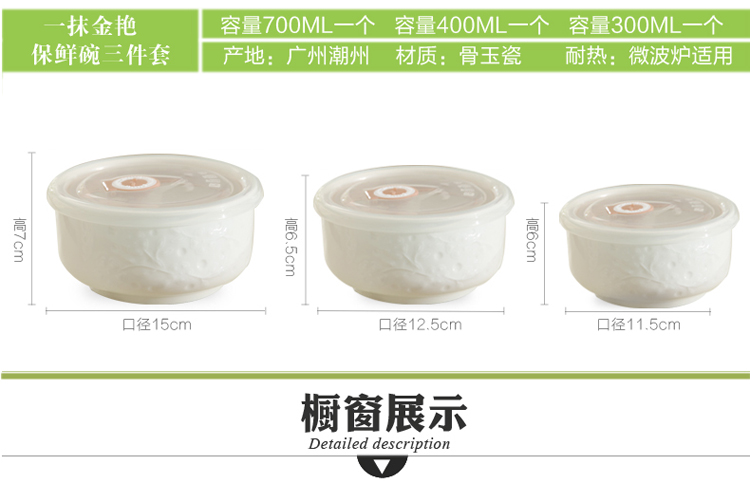 一抹金艳
保鲜碗三件套
容量700ML一个 容量400ML一个 容量300ML一个
产地：广州潮州 材质：骨玉瓷 耐热：微波炉适用
高7cm
高6.5cm
高6cm
口径15cm
口径12.5cm
口径11.5cm
橱窗展示
Detailed description